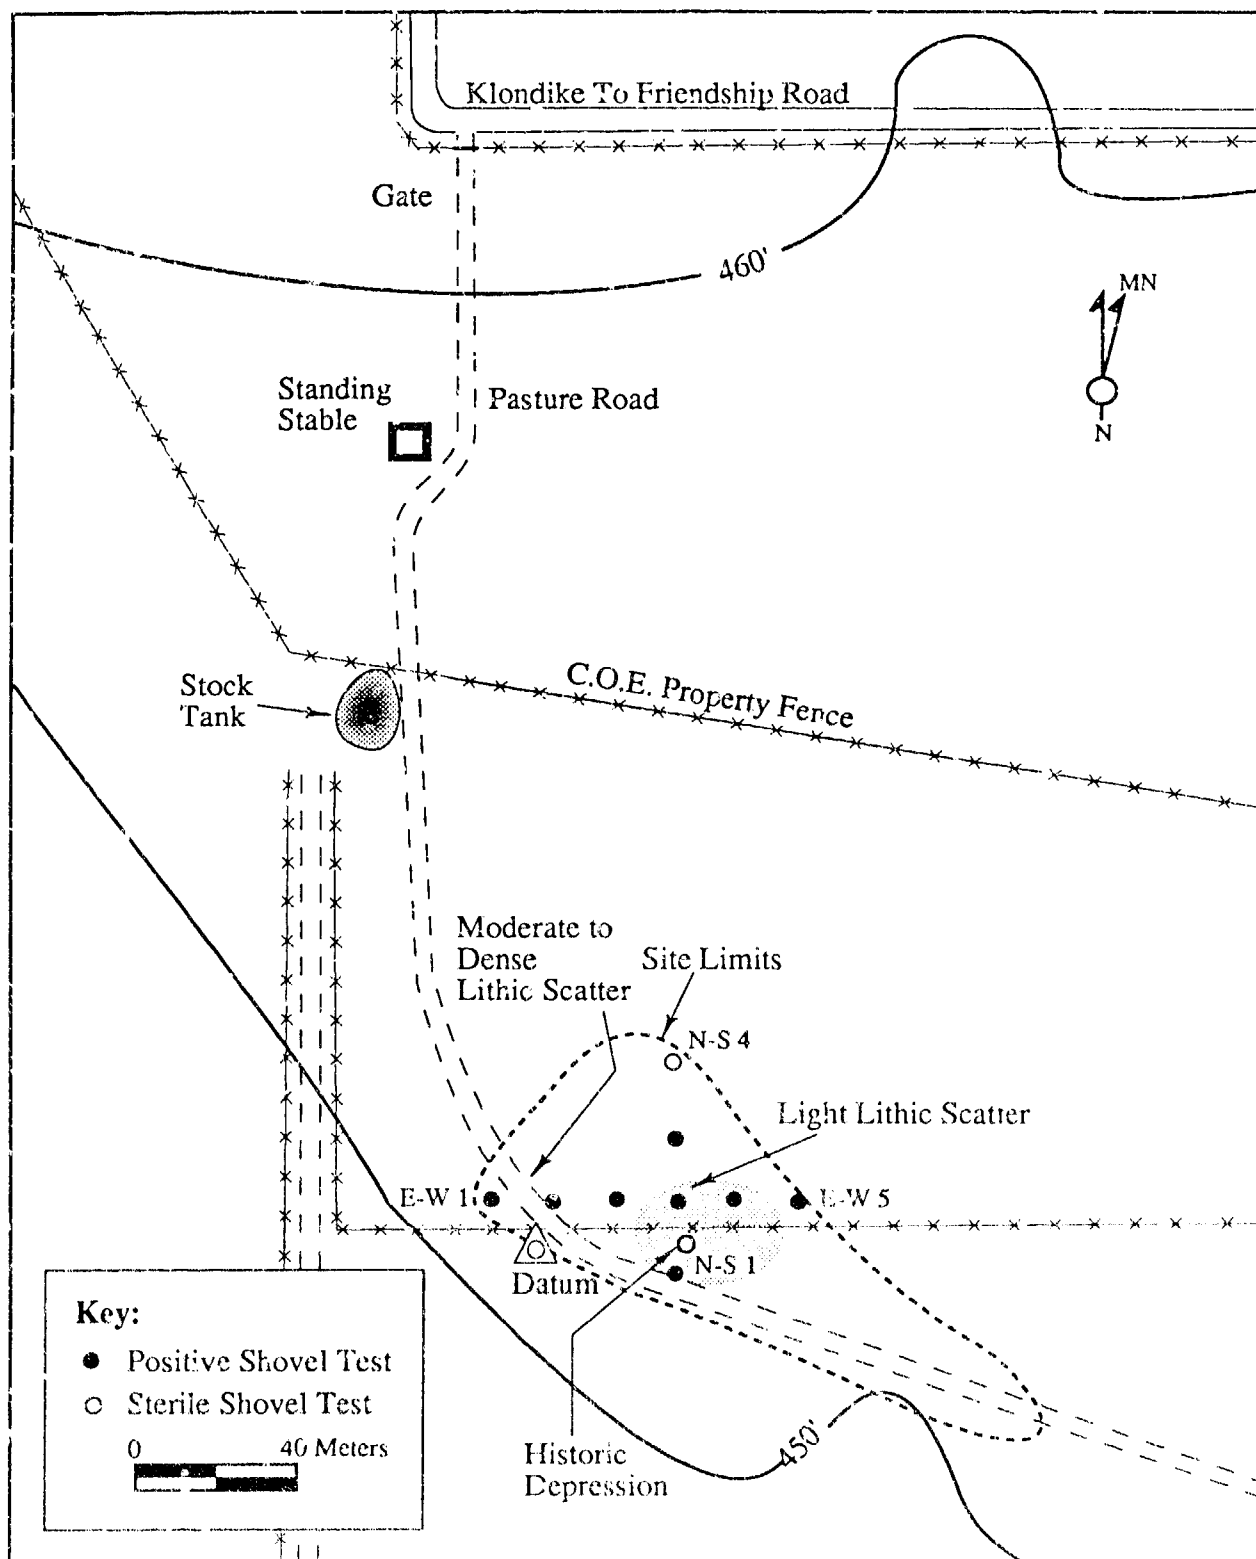 Klondike To Friendship Road
Gate
460'
MN
N
Standing
Stable
Pasture Road
C.O.E. Property Fence
Stock
Tank
Moderate to
Dense
Lithic Scatter
Site Limits
N-S 4
Light Lithic Scatter
E-W 1
E-W 5
N-S 1
Datum
Key:
Positive Shovel Test
Sterile Shovel Test
0 40 Meters
Historic
Depression
450'